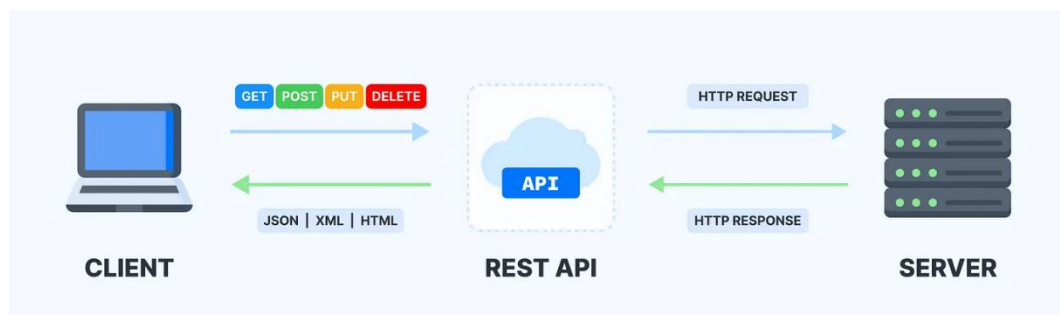 GET POST PUT DELETE
HTTP REQUEST
API
JSON | XML | HTML
HTTP RESPONSE
CLIENT
REST API
SERVER